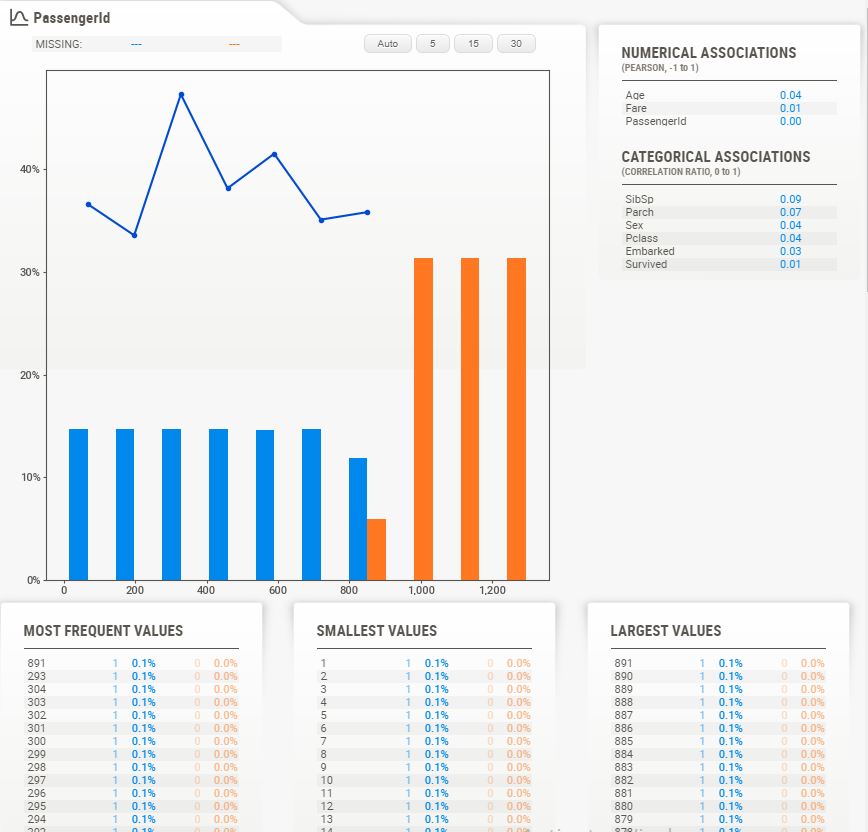 PassengerId
MISSING: --- ---
Auto 5 15 30
40%
30%
20%
10%
0%
0 200 400 600 800 1,000 1,200
NUMERICAL ASSOCIATIONS
(PEARSON, -1 to 1)
Age 0.04
Fare 0.01
PassengerId 0.00
CATEGORICAL ASSOCIATIONS
(CORRELATION RATIO, 0 to 1)
SibSp 0.09
Parch 0.07
Sex 0.04
Pclass 0.04
Embarked 0.03
Survived 0.01
MOST FREQUENT VALUES
891 1 0.1% 0 0.0%
293 1 0.1% 0 0.0%
304 1 0.1% 0 0.0%
303 1 0.1% 0 0.0%
302 1 0.1% 0 0.0%
301 1 0.1% 0 0.0%
300 1 0.1% 0 0.0%
299 1 0.1% 0 0.0%
298 1 0.1% 0 0.0%
297 1 0.1% 0 0.0%
296 1 0.1% 0 0.0%
295 1 0.1% 0 0.0%
294 1 0.1% 0 0.0%
SMALLEST VALUES
1 1 0.1% 0 0.0%
2 1 0.1% 0 0.0%
3 1 0.1% 0 0.0%
4 1 0.1% 0 0.0%
5 1 0.1% 0 0.0%
6 1 0.1% 0 0.0%
7 1 0.1% 0 0.0%
8 1 0.1% 0 0.0%
9 1 0.1% 0 0.0%
10 1 0.1% 0 0.0%
11 1 0.1% 0 0.0%
12 1 0.1% 0 0.0%
13 1 0.1% 0 0.0%
LARGEST VALUES
891 1 0.1% 0 0.0%
890 1 0.1% 0 0.0%
889 1 0.1% 0 0.0%
888 1 0.1% 0 0.0%
887 1 0.1% 0 0.0%
886 1 0.1% 0 0.0%
885 1 0.1% 0 0.0%
884 1 0.1% 0 0.0%
883 1 0.1% 0 0.0%
882 1 0.1% 0 0.0%
881 1 0.1% 0 0.0%
880 1 0.1% 0 0.0%
879 1 0.1% 0 0.0%